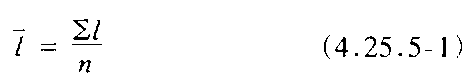 l̄ = Σl / n (4.25.5-1)